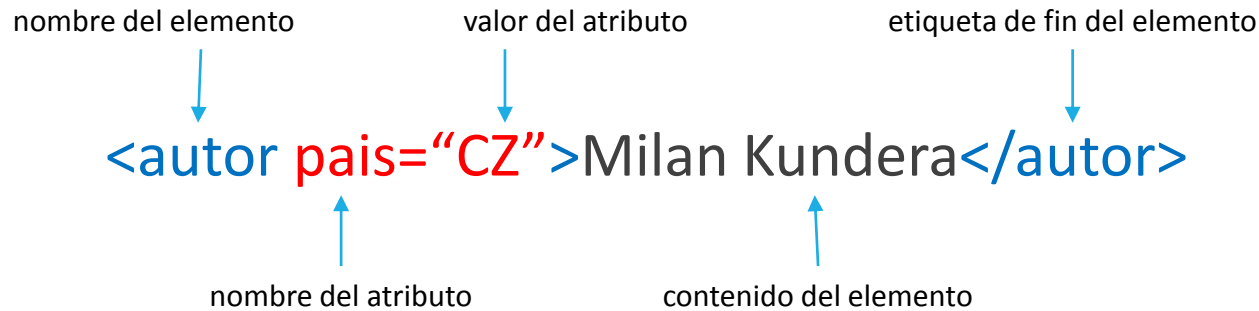 nombre del elemento valor del atributo etiqueta de fin del elemento
<autor pais=“CZ”>Milan Kundera</autor>
nombre del atributo contenido del elemento